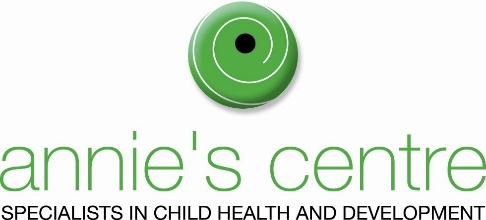 annie's centre
SPECIALISTS IN CHILD HEALTH AND DEVELOPMENT